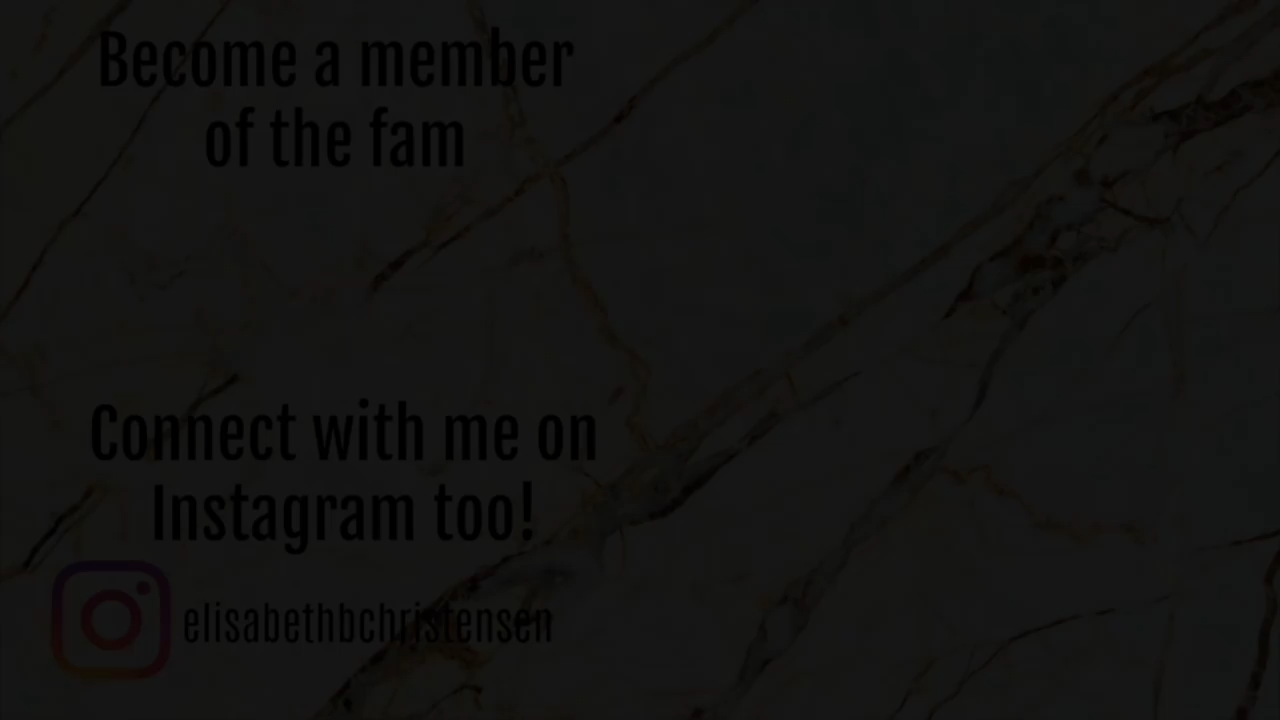 Become a member
of the fam
Connect with me on
Instagram too!
elisabethbchristensen